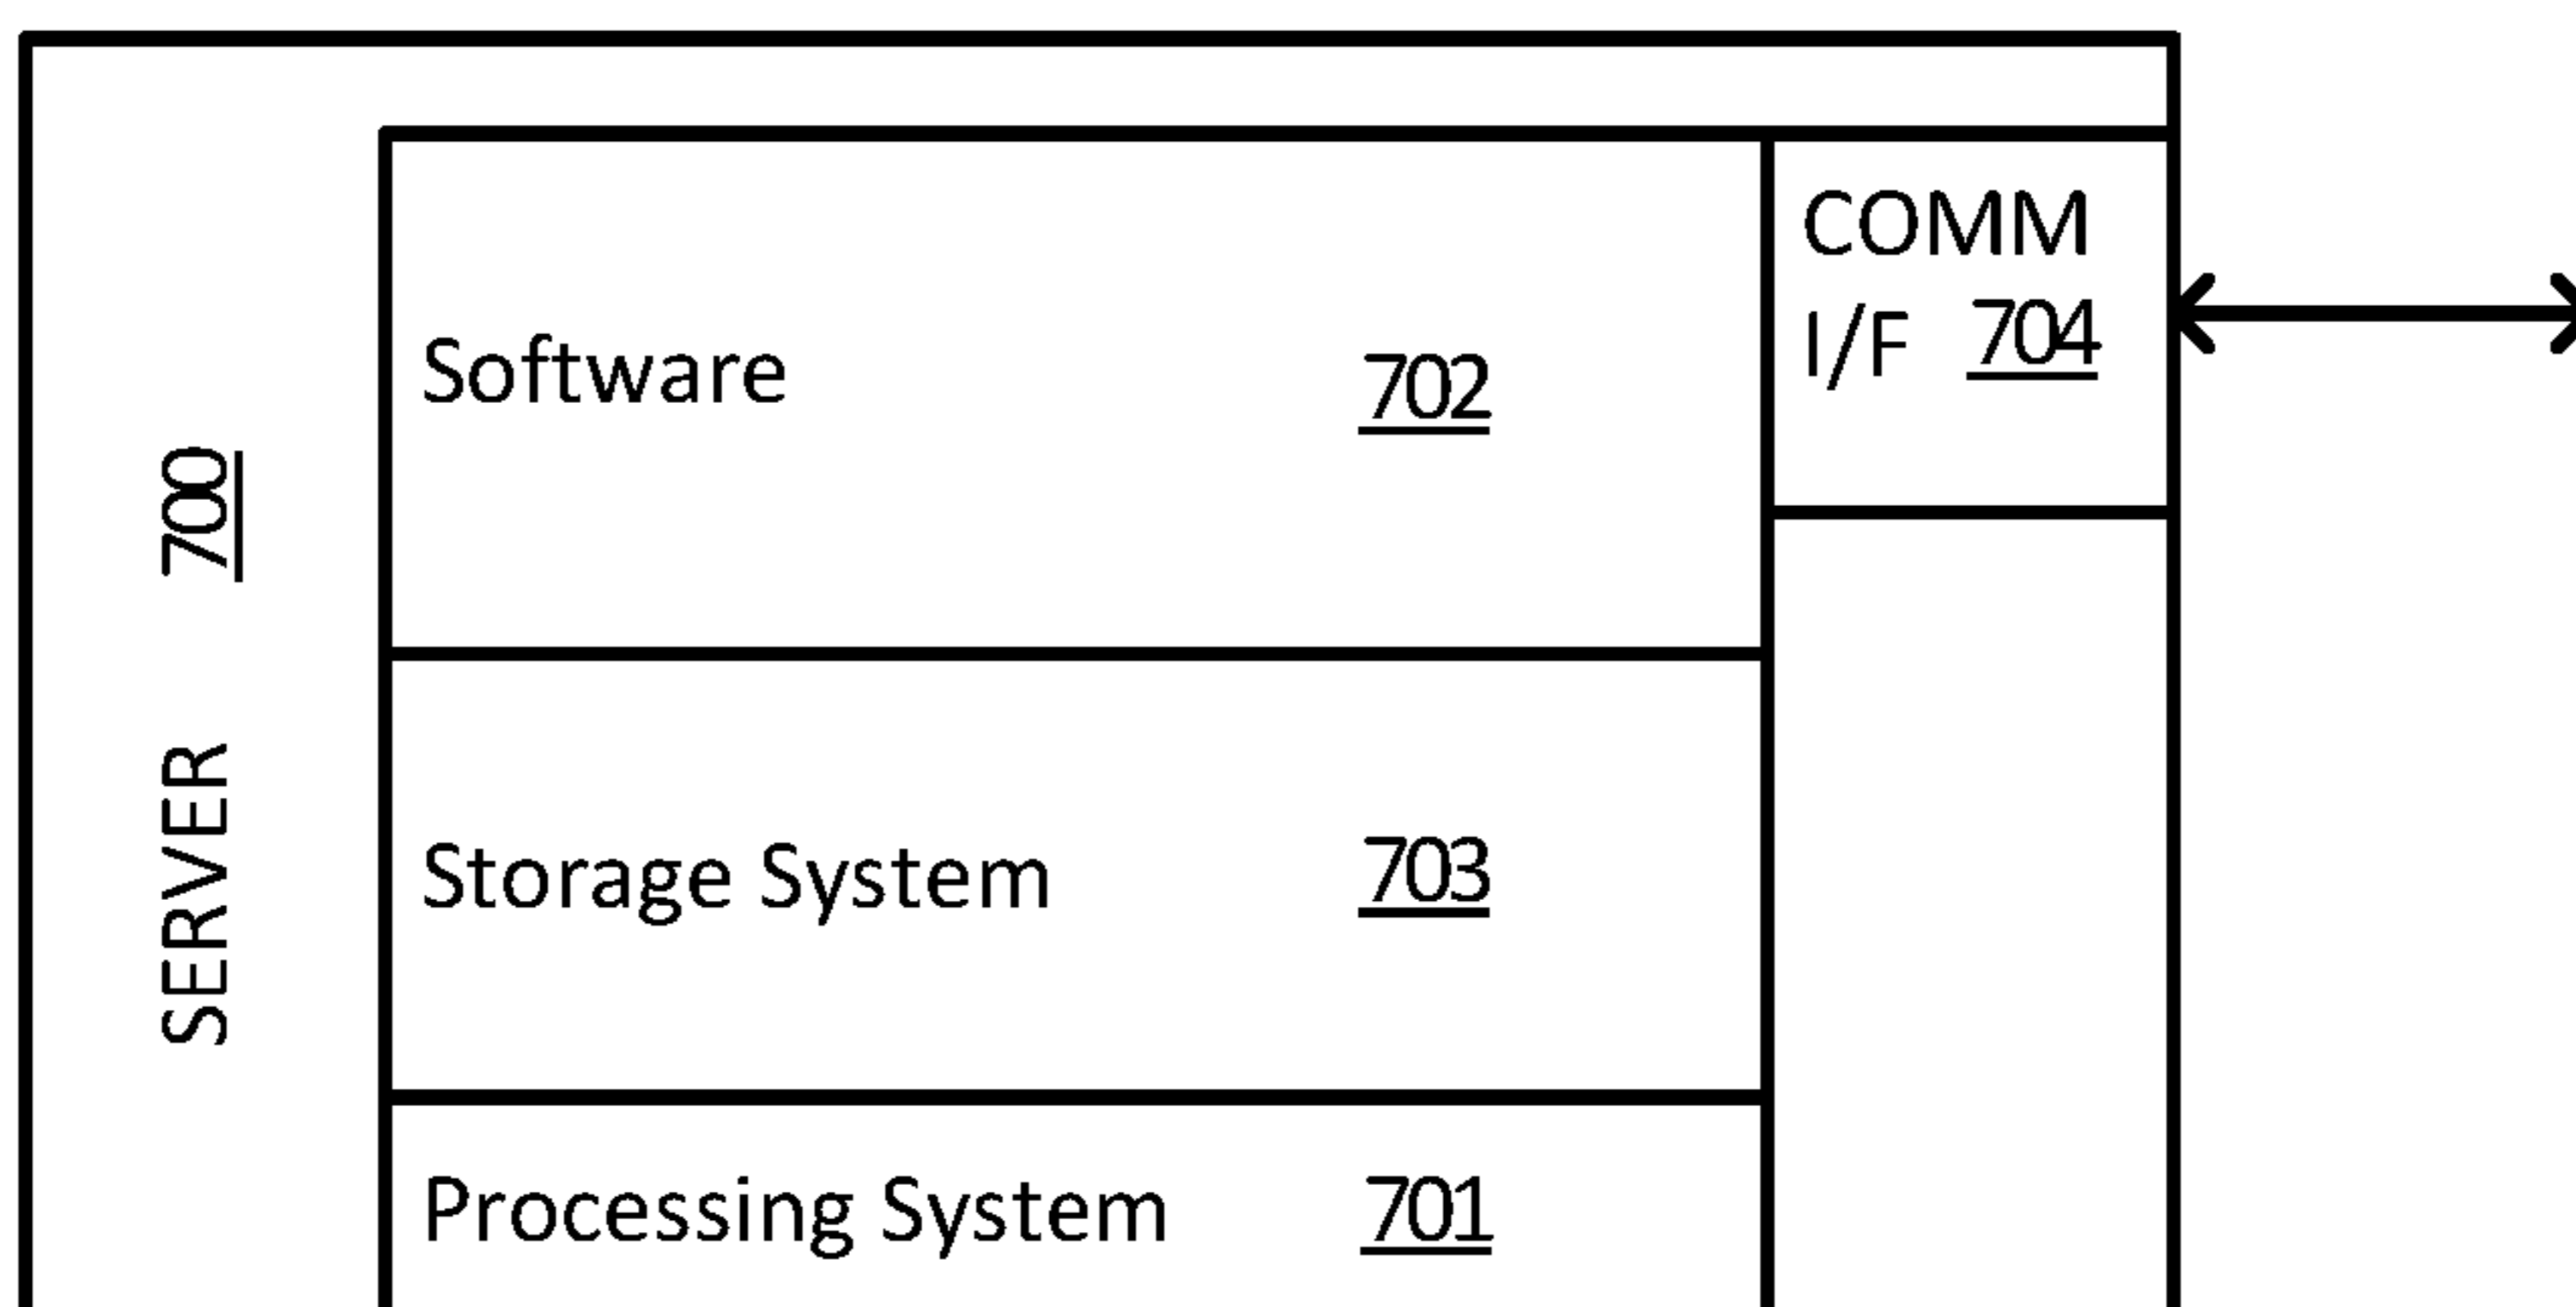 SERVER 700
Software 702
COMM
I/F 704
Storage System 703
Processing System 701